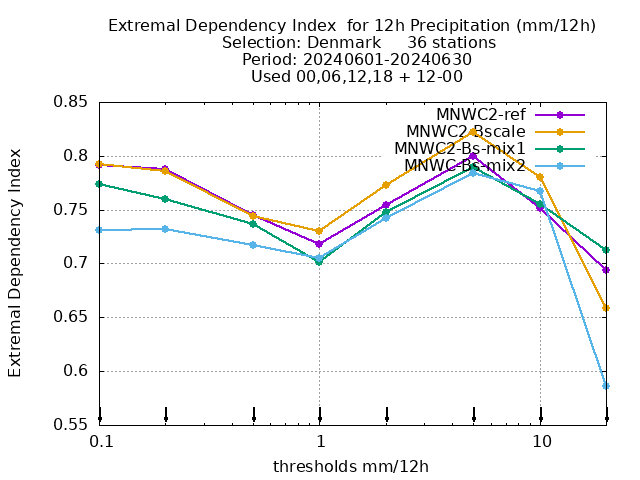 Extremal Dependency Index  for 12h Precipitation (mm/12h)
Selection: Denmark     36 stations
Period: 20240601-20240630
Used 00,06,12,18 + 12-00
MNWC2-ref
MNWC2-Bscale
MNWC2-Bs-mix1
MNWC2-Bs-mix2
Extremal Dependency Index
0.85
0.8
0.75
0.7
0.65
0.6
0.55
0.1
1
10
thresholds mm/12h